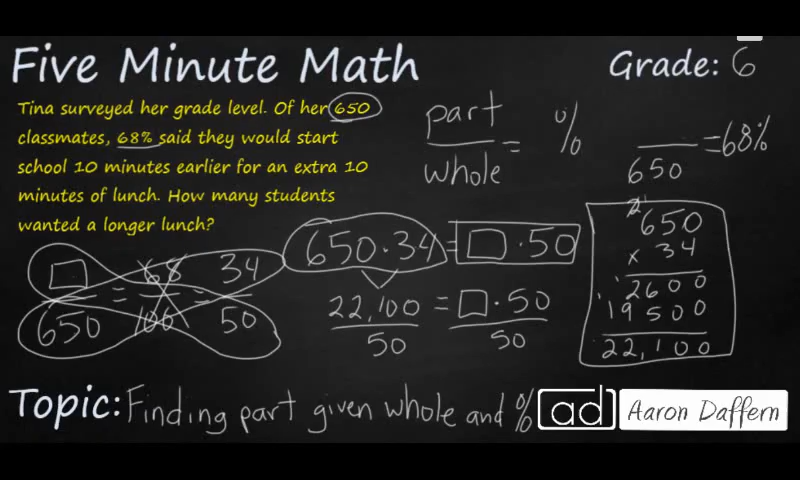 Five Minute Math
Grade: 6
Tina surveyed her grade level. Of her 650
classmates, 68% said they would start
school 10 minutes earlier for an extra 10
minutes of lunch. How many students
wanted a longer lunch?
part
whole
= %
650
= 68%
650 · 34 = □ · 50
22,100 = □ · 50
50 50
□ = 68 = 34
650 100 50
2
650
x 34
1
2600
1
19500
22,100
Topic: Finding part given whole and %
ad
Aaron Daffern